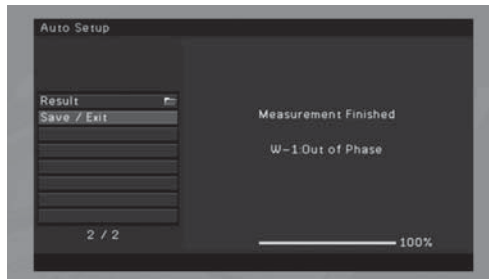 Auto Setup
Result
Save / Exit
Measurement Finished
W-1:Out of Phase
2 / 2
100%